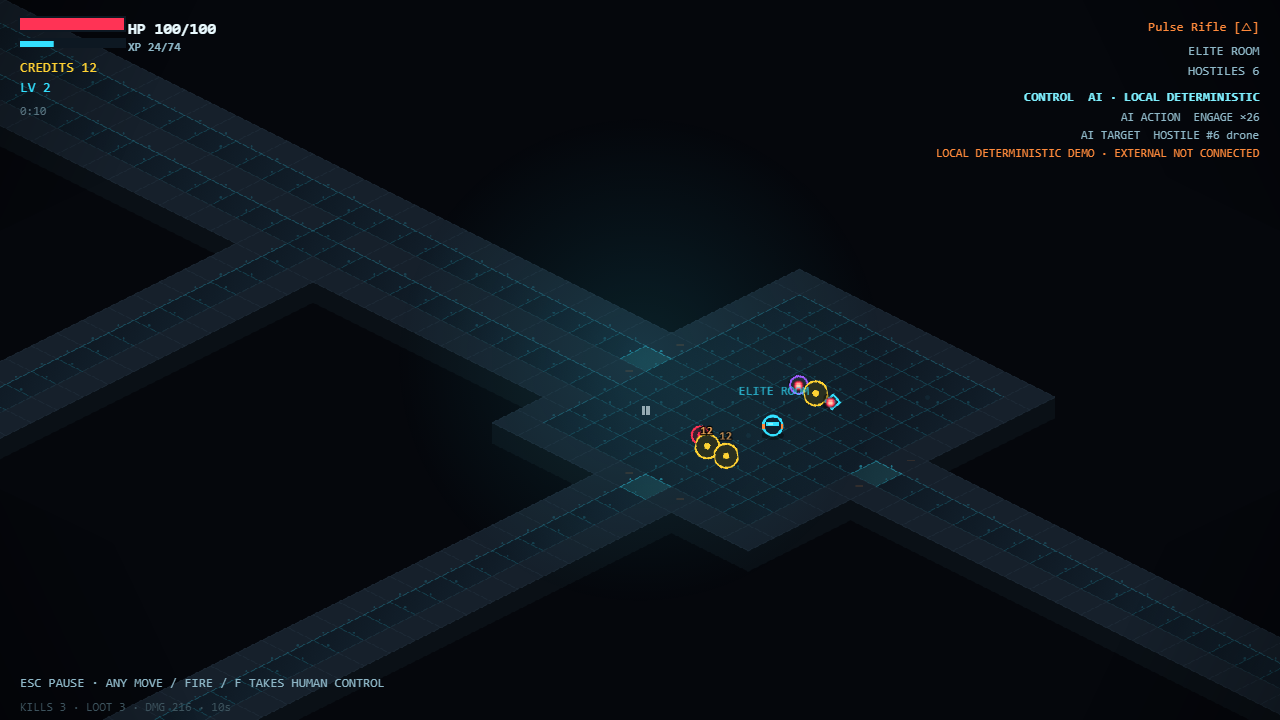 HP 100/100
XP 24/74
CREDITS 12
LV 2
0:10
Pulse Rifle [△]
ELITE ROOM
HOSTILES 6
CONTROL AI · LOCAL DETERMINISTIC
AI ACTION ENGAGE ×26
AI TARGET HOSTILE #6 drone
LOCAL DETERMINISTIC DEMO · EXTERNAL NOT CONNECTED
ELITE ROOM
12
12
ESC PAUSE · ANY MOVE / FIRE / F TAKES HUMAN CONTROL
KILLS 3 · LOOT 3 · DMG 216 · 10s